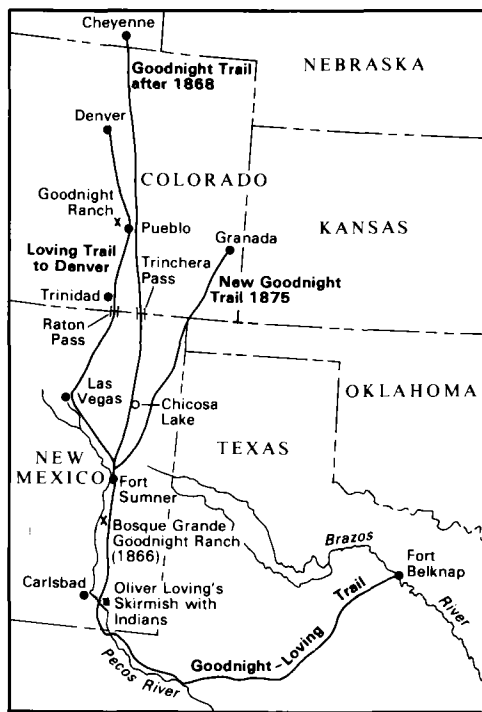 Cheyenne
Goodnight Trail
after 1868
NEBRASKA
Denver
COLORADO
Goodnight
Ranch
Pueblo
KANSAS
Granada
Loving Trail
to Denver
Trinchera
Pass
New Goodnight
Trail 1875
Trinidad
Raton
Pass
Las
Vegas
Chicosa
Lake
OKLAHOMA
TEXAS
NEW
MEXICO
Fort
Sumner
Bosque Grande
Goodnight Ranch
(1866)
Brazos
River
Fort
Belknap
Carlsbad
Oliver Loving's
Skirmish with
Indians
Goodnight-Loving
Trail
Pecos River